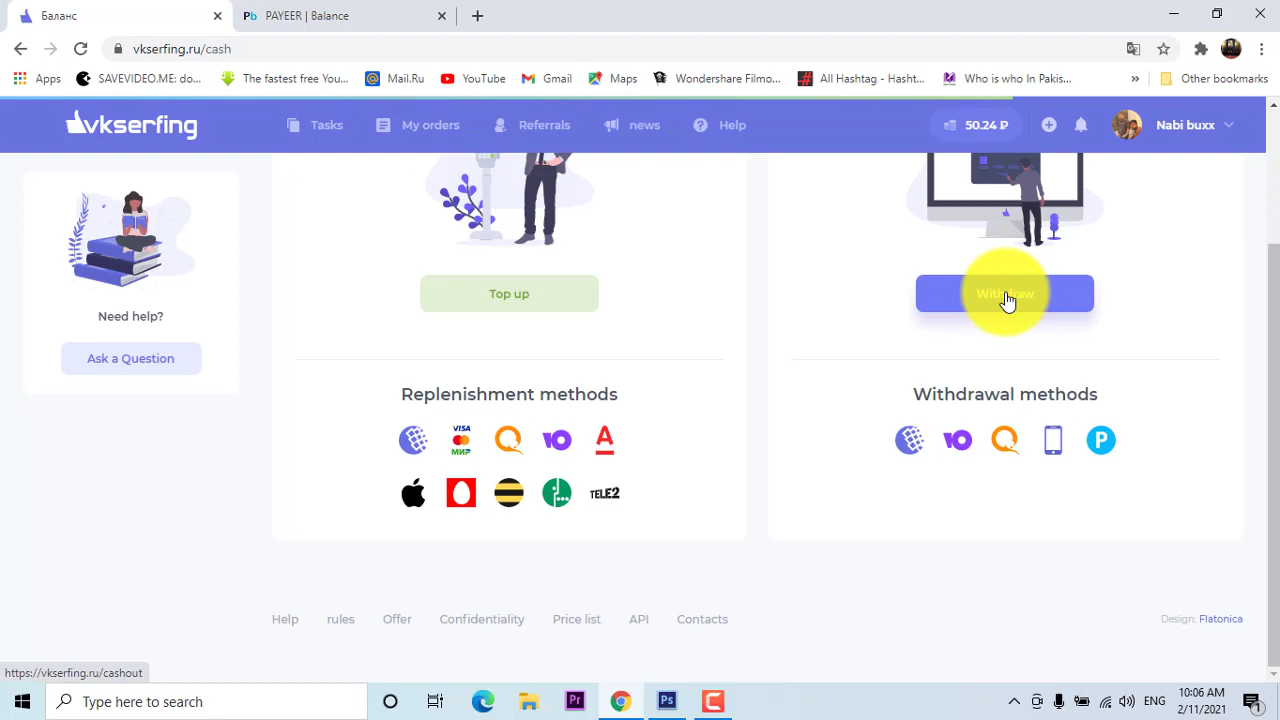 Баланс
PAYEER | Balance
vkserfing.ru/cash
Apps
SAVEVIDEO.ME: do...
The fastest free You...
Mail.Ru
YouTube
Gmail
Maps
Wondershare Filmo...
All Hashtag - Hasht...
Who is who In Pakis...
»
Other bookmarks
vkserfing
Tasks
My orders
Referrals
news
Help
50.24 ₽
Nabi buxx
Need help?
Ask a Question
Top up
Withdraw
Replenishment methods
Withdrawal methods
VISA
МИР
TELE2
Help
rules
Offer
Confidentiality
Price list
API
Contacts
Design: Flatonica
https://vkserfing.ru/cashout
Type here to search
Pr
Ps
ENG
10:06 AM
2/11/2021